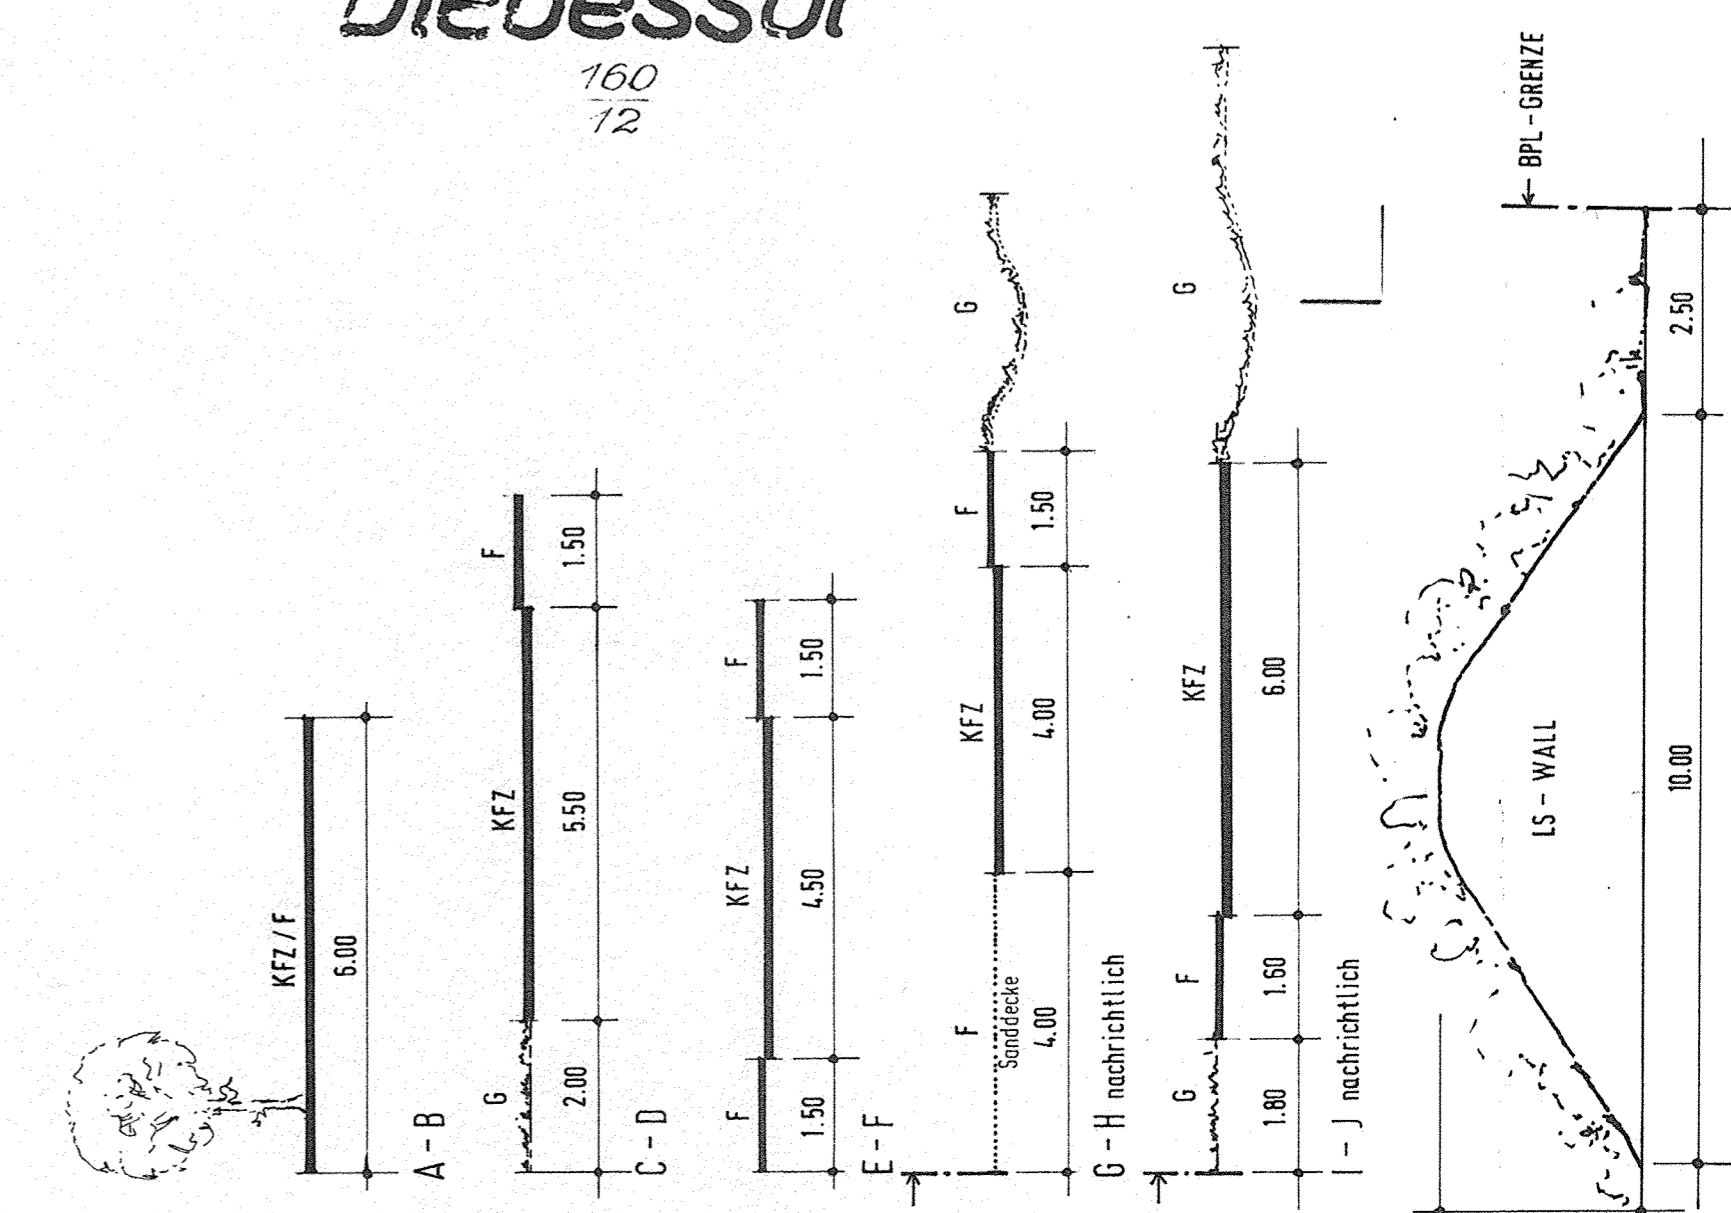 160
12
KFZ/F
6.00
A - B
G
KFZ
F
2.00
5.50
1.50
C - D
F
KFZ
F
1.50
4.50
1.50
E - F
F
KFZ
F
G
Sanddecke
4.00
4.00
1.50
G - H nachrichtlich
G
F
KFZ
G
1.80
1.60
6.00
I - J nachrichtlich
BPL - GRENZE
LS - WALL
10.00
2.50